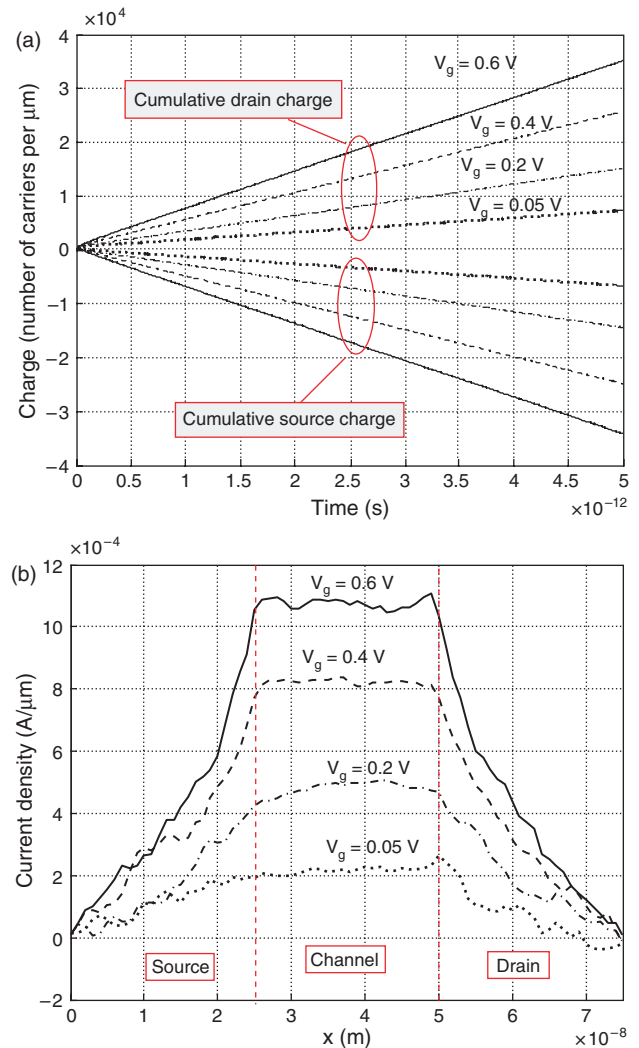 (a)
×10⁴
4
3
2
1
0
−1
−2
−3
−4
Charge (number of carriers per μm)
V_g = 0.6 V
V_g = 0.4 V
V_g = 0.2 V
V_g = 0.05 V
Cumulative drain charge
Cumulative source charge
0 0.5 1 1.5 2 2.5 3 3.5 4 4.5 5
Time (s)
×10⁻¹²
(b)
×10⁻⁴
12
10
8
6
4
2
0
−2
Current density (A/μm)
V_g = 0.6 V
V_g = 0.4 V
V_g = 0.2 V
V_g = 0.05 V
Source
Channel
Drain
0 1 2 3 4 5 6 7
x (m)
×10⁻⁸